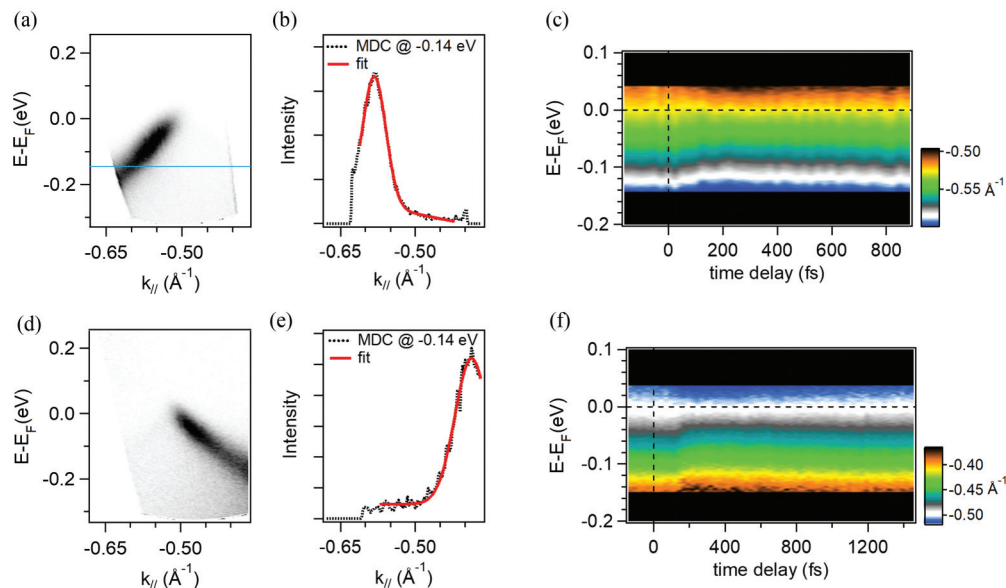 (a)
0.2
0.0
-0.2
E-E_F(eV)
-0.65
-0.50
k_// (Å^-1)
(b)
MDC @ -0.14 eV
fit
Intensity
-0.65
-0.50
k_// (Å^-1)
(c)
0.1
0.0
-0.1
-0.2
E-E_F(eV)
0
200
400
600
800
time delay (fs)
-0.50
-0.55
Å^-1
(d)
0.2
0.0
-0.2
E-E_F(eV)
-0.65
-0.50
k_// (Å^-1)
(e)
MDC @ -0.14 eV
fit
Intensity
-0.65
-0.50
k_// (Å^-1)
(f)
0.1
0.0
-0.1
-0.2
E-E_F(eV)
0
400
800
1200
time delay (fs)
-0.40
-0.45
Å^-1
-0.50